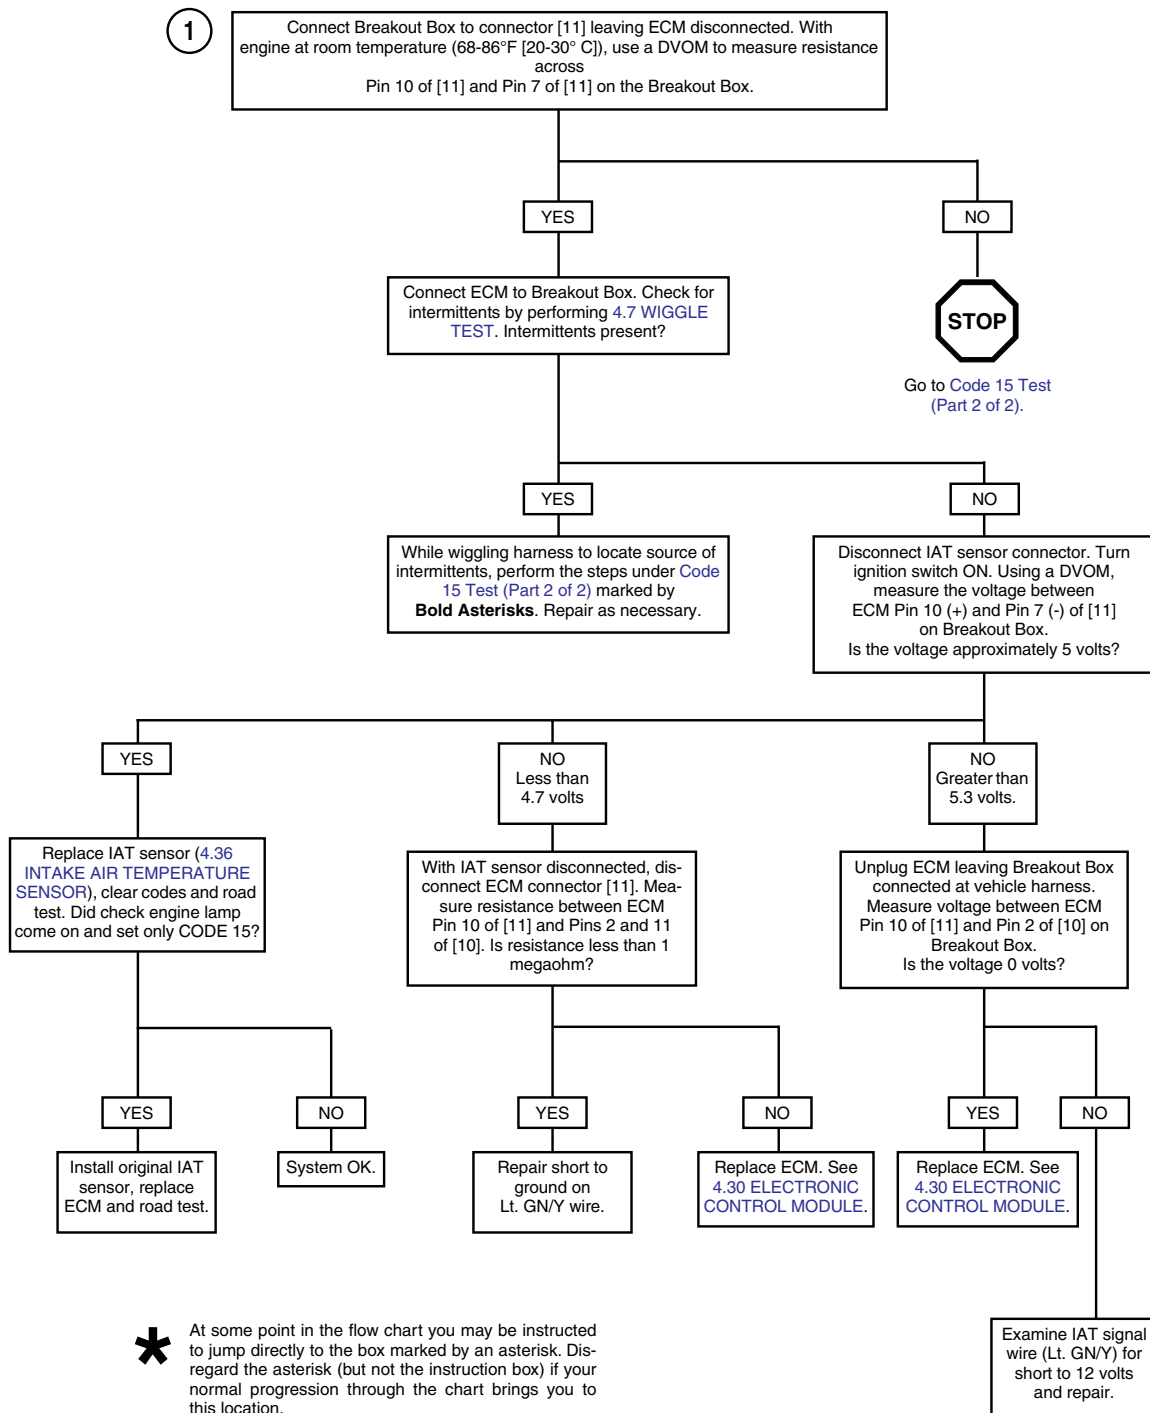 1
Connect Breakout Box to connector [11] leaving ECM disconnected. With
engine at room temperature (68-86°F [20-30° C]), use a DVOM to measure resistance
across
Pin 10 of [11] and Pin 7 of [11] on the Breakout Box.
YES
NO
Connect ECM to Breakout Box. Check for
intermittents by performing 4.7 WIGGLE
TEST. Intermittents present?
STOP
Go to Code 15 Test
(Part 2 of 2).
YES
NO
While wiggling harness to locate source of
intermittents, perform the steps under Code
15 Test (Part 2 of 2) marked by
Bold Asterisks. Repair as necessary.
Disconnect IAT sensor connector. Turn
ignition switch ON. Using a DVOM,
measure the voltage between
ECM Pin 10 (+) and Pin 7 (-) of [11]
on Breakout Box.
Is the voltage approximately 5 volts?
YES
NO
Less than
4.7 volts
NO
Greater than
5.3 volts.
Replace IAT sensor (4.36
INTAKE AIR TEMPERATURE
SENSOR), clear codes and road
test. Did check engine lamp
come on and set only CODE 15?
With IAT sensor disconnected, dis-
connect ECM connector [11]. Mea-
sure resistance between ECM
Pin 10 of [11] and Pins 2 and 11
of [10]. Is resistance less than 1
megaohm?
Unplug ECM leaving Breakout Box
connected at vehicle harness.
Measure voltage between ECM
Pin 10 of [11] and Pin 2 of [10] on
Breakout Box.
Is the voltage 0 volts?
YES
NO
YES
NO
YES
NO
Install original IAT
sensor, replace
ECM and road test.
System OK.
Repair short to
ground on
Lt. GN/Y wire.
Replace ECM. See
4.30 ELECTRONIC
CONTROL MODULE.
Replace ECM. See
4.30 ELECTRONIC
CONTROL MODULE.
Examine IAT signal
wire (Lt. GN/Y) for
short to 12 volts
and repair.
* At some point in the flow chart you may be instructed
to jump directly to the box marked by an asterisk. Dis-
regard the asterisk (but not the instruction box) if your
normal progression through the chart brings you to
this location.